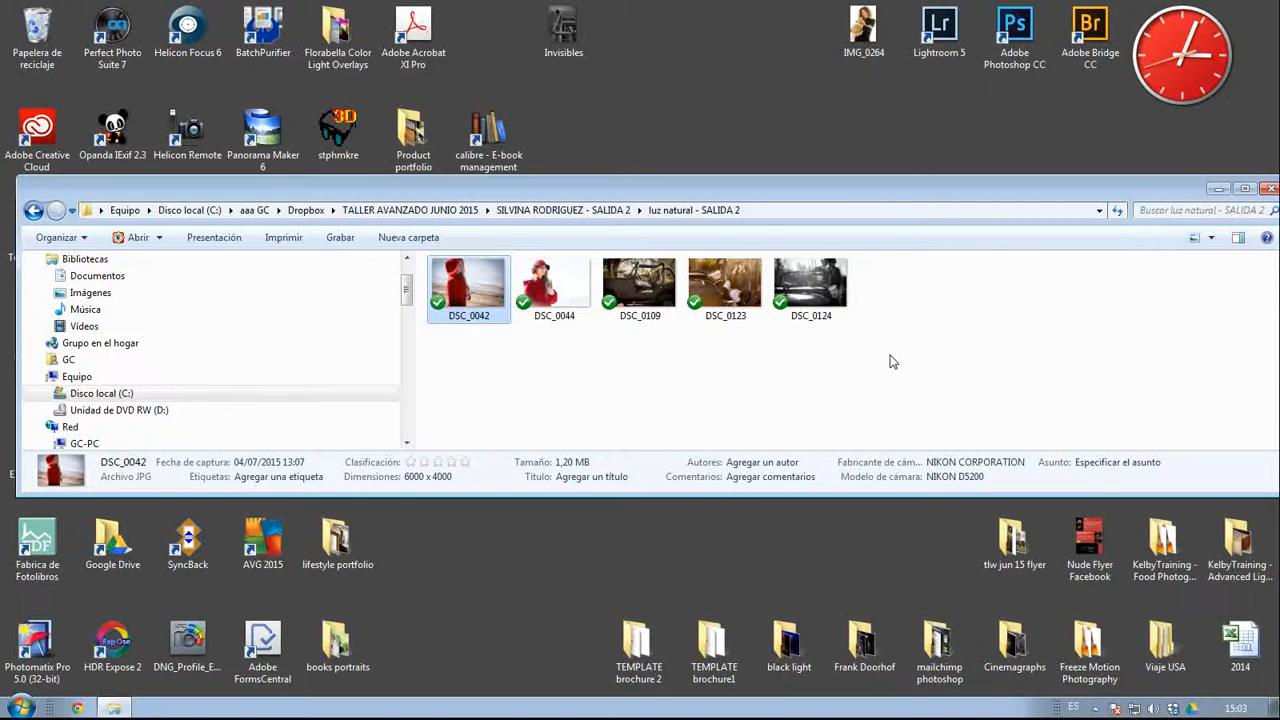 Papelera de reciclaje
Perfect Photo Suite 7
Helicon Focus 6
BatchPurifier
Florabella Color Light Overlays
Adobe Acrobat XI Pro
Invisibles
IMG_0264
Lightroom 5
Adobe Photoshop CC
Adobe Bridge CC
Adobe Creative Cloud
Opanda IExif 2.3
Helicon Remote
Panorama Maker 6
stphmkre
Product portfolio
calibre - E-book management
Equipo
Disco local (C:)
aaa GC
Dropbox
TALLER AVANZADO JUNIO 2015
SILVINA RODRIGUEZ - SALIDA 2
luz natural - SALIDA 2
Buscar luz natural - SALIDA 2
Organizar
Abrir
Presentación
Imprimir
Grabar
Nueva carpeta
Bibliotecas
Documentos
Imágenes
Música
Vídeos
Grupo en el hogar
GC
Equipo
Disco local (C:)
Unidad de DVD RW (D:)
Red
GC-PC
DSC_0042
DSC_0044
DSC_0109
DSC_0123
DSC_0124
DSC_0042 Fecha de captura: 04/07/2015 13:07 Clasificación: Tamaño: 1,20 MB Autores: Agregar un autor Fabricante de cám... NIKON CORPORATION Asunto: Especificar el asunto
Archivo JPG Etiquetas: Agregar una etiqueta Dimensiones: 6000 x 4000 Título: Agregar un título Comentarios: Agregar comentarios Modelo de cámara: NIKON D5200
Fabrica de Fotolibros
Google Drive
SyncBack
AVG 2015
lifestyle portfolio
tlw jun 15 flyer
Nude Flyer Facebook
KelbyTraining - Food Photog...
KelbyTraining - Advanced Lig...
Photomatix Pro 5.0 (32-bit)
HDR Expose 2
DNG_Profile_E...
Adobe FormsCentral
books portraits
TEMPLATE brochure 2
TEMPLATE brochure1
black light
Frank Doorhof
mailchimp photoshop
Cinemagraphs
Freeze Motion Photography
Viaje USA
2014
ES
15:03